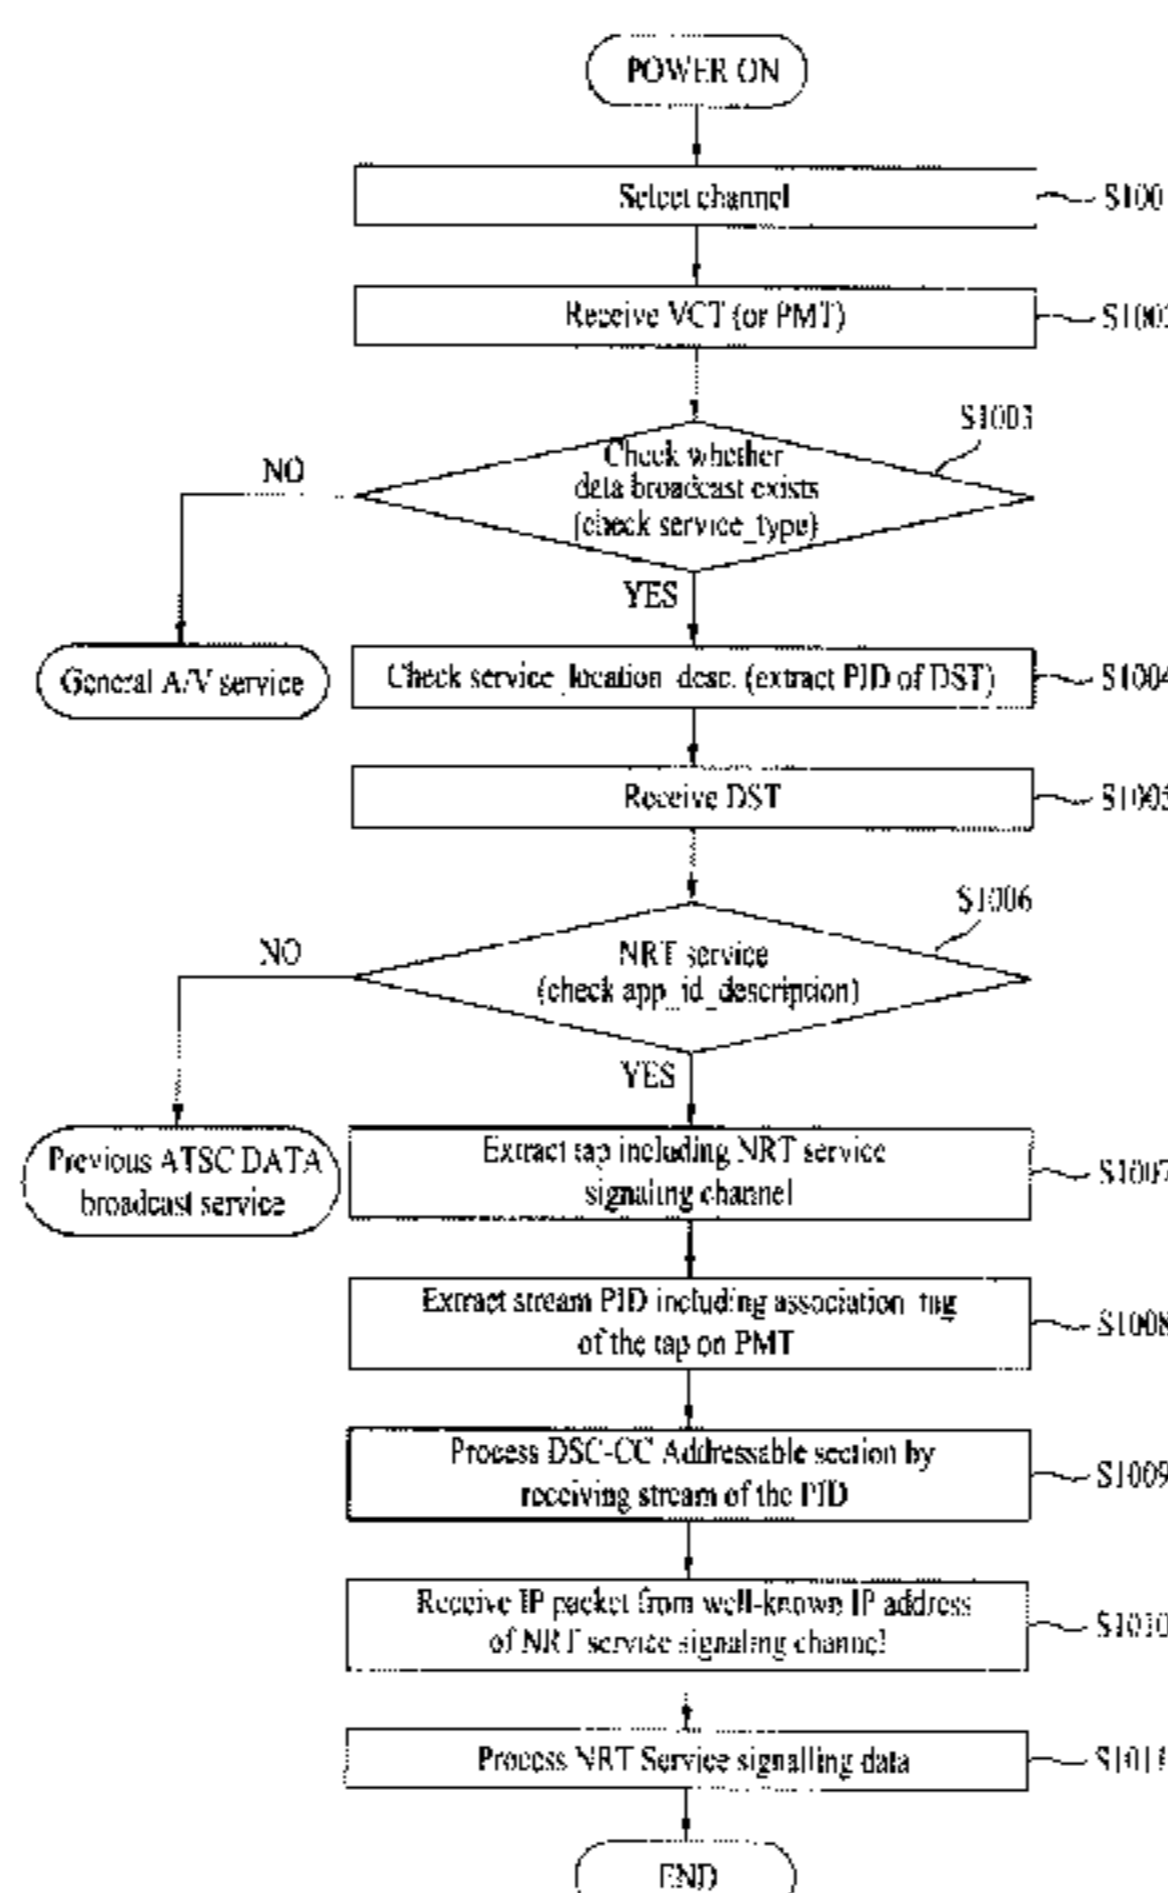 POWER ON
Select channel
S100
Receive VCT (or PMT)
S1002
S1003
Check whether
data broadcast exists
(check service_type)
NO
YES
General A/V service
Check service_location_desc. (extract PID of DST)
S1004
Receive DST
S1005
S1006
NRT service
(check app_id_description)
NO
YES
Previous ATSC DATA
broadcast service
Extract tap including NRT service
signaling channel
S1007
Extract stream PID including association_tag
of the tap on PMT
S1008
Process DSC-CC Addressable section by
receiving stream of the PID
S1009
Receive IP packet from well-known IP address
of NRT service signaling channel
S1010
Process NRT Service signalling data
S1011
END